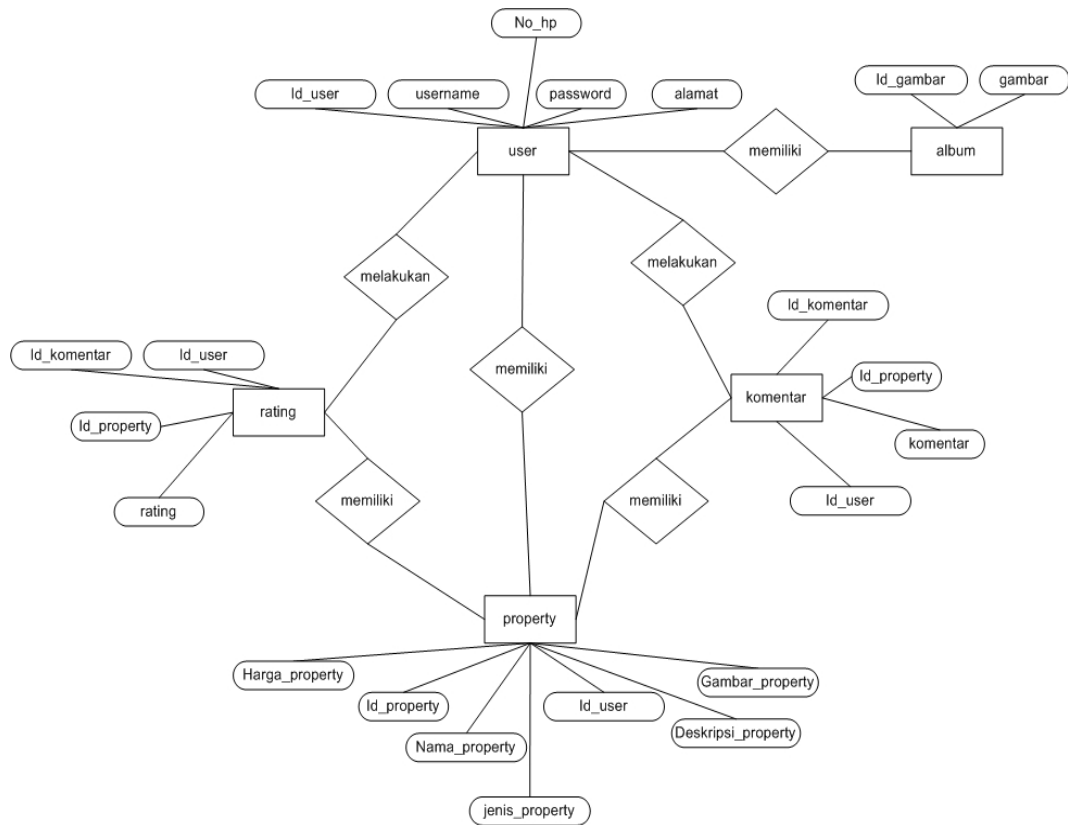 No_hp
Id_user
username
password
alamat
Id_gambar
gambar
user
memiliki
album
melakukan
melakukan
Id_komentar
Id_komentar
Id_user
memiliki
Id_property
rating
komentar
Id_property
komentar
rating
memiliki
memiliki
Id_user
property
Harga_property
Gambar_property
Id_property
Id_user
Nama_property
Deskripsi_property
jenis_property